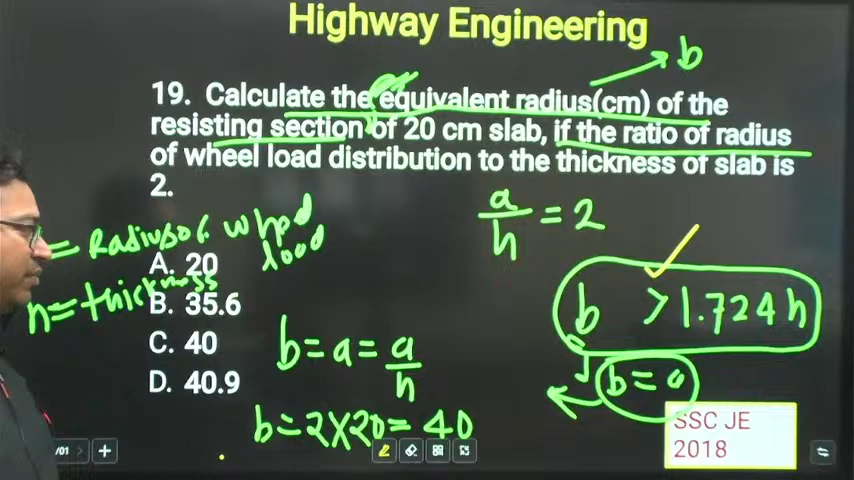 Highway Engineering
b
19. Calculate the equivalent radius(cm) of the
resisting section of 20 cm slab, if the ratio of radius
of wheel load distribution to the thickness of slab is
2.
a/h = 2
= Radius of wheel
load
A. 20
h = thickness
B. 35.6
b > 1.724h
C. 40
b = a = a/h
D. 40.9
b = a
b = 2×20 = 40
SSC JE
2018
/01